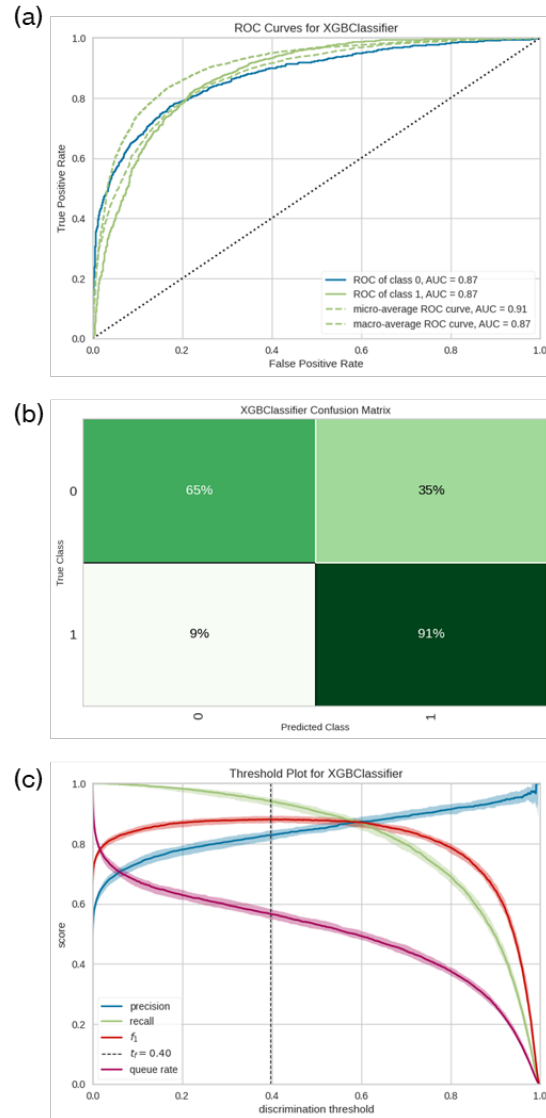 (a)
ROC Curves for XGBClassifier
1.0
0.8
0.6
0.4
0.2
0.0
True Positive Rate
ROC of class 0, AUC = 0.87
ROC of class 1, AUC = 0.87
micro-average ROC curve, AUC = 0.91
macro-average ROC curve, AUC = 0.87
0.0 0.2 0.4 0.6 0.8 1.0
False Positive Rate
(b)
XGBClassifier Confusion Matrix
True Class
0
65% 35%
1
9% 91%
0 1
Predicted Class
(c)
Threshold Plot for XGBClassifier
1.0
0.8
0.6
0.4
0.2
0.0
score
precision
recall
f1
tf = 0.40
queue rate
0.0 0.2 0.4 0.6 0.8 1.0
discrimination threshold